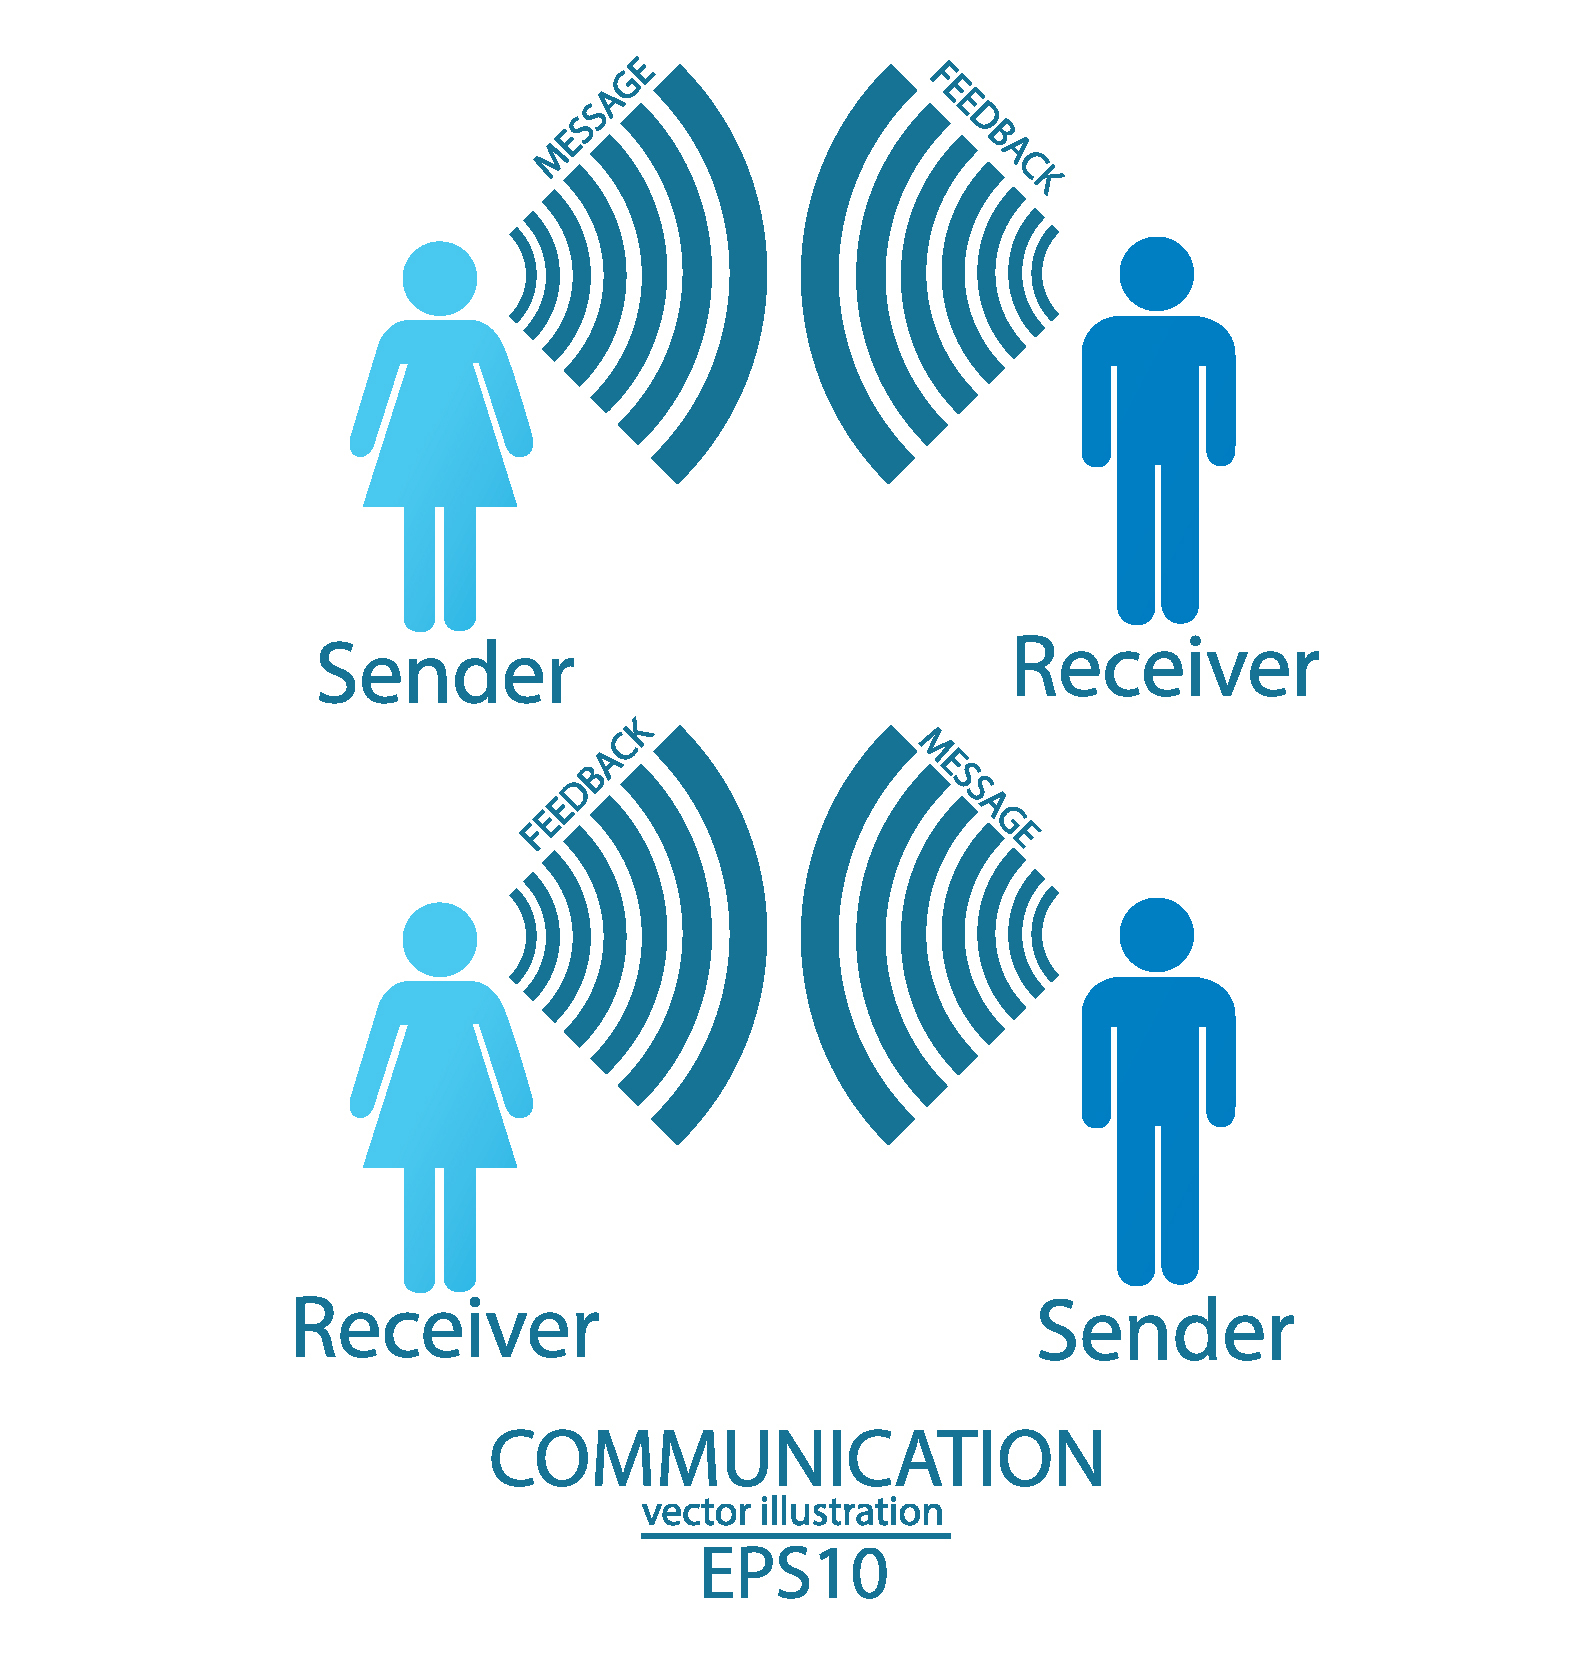 MESSAGE
FEEDBACK
Sender
Receiver
FEEDBACK
MESSAGE
Receiver
Sender
COMMUNICATION
vector illustration
EPS10